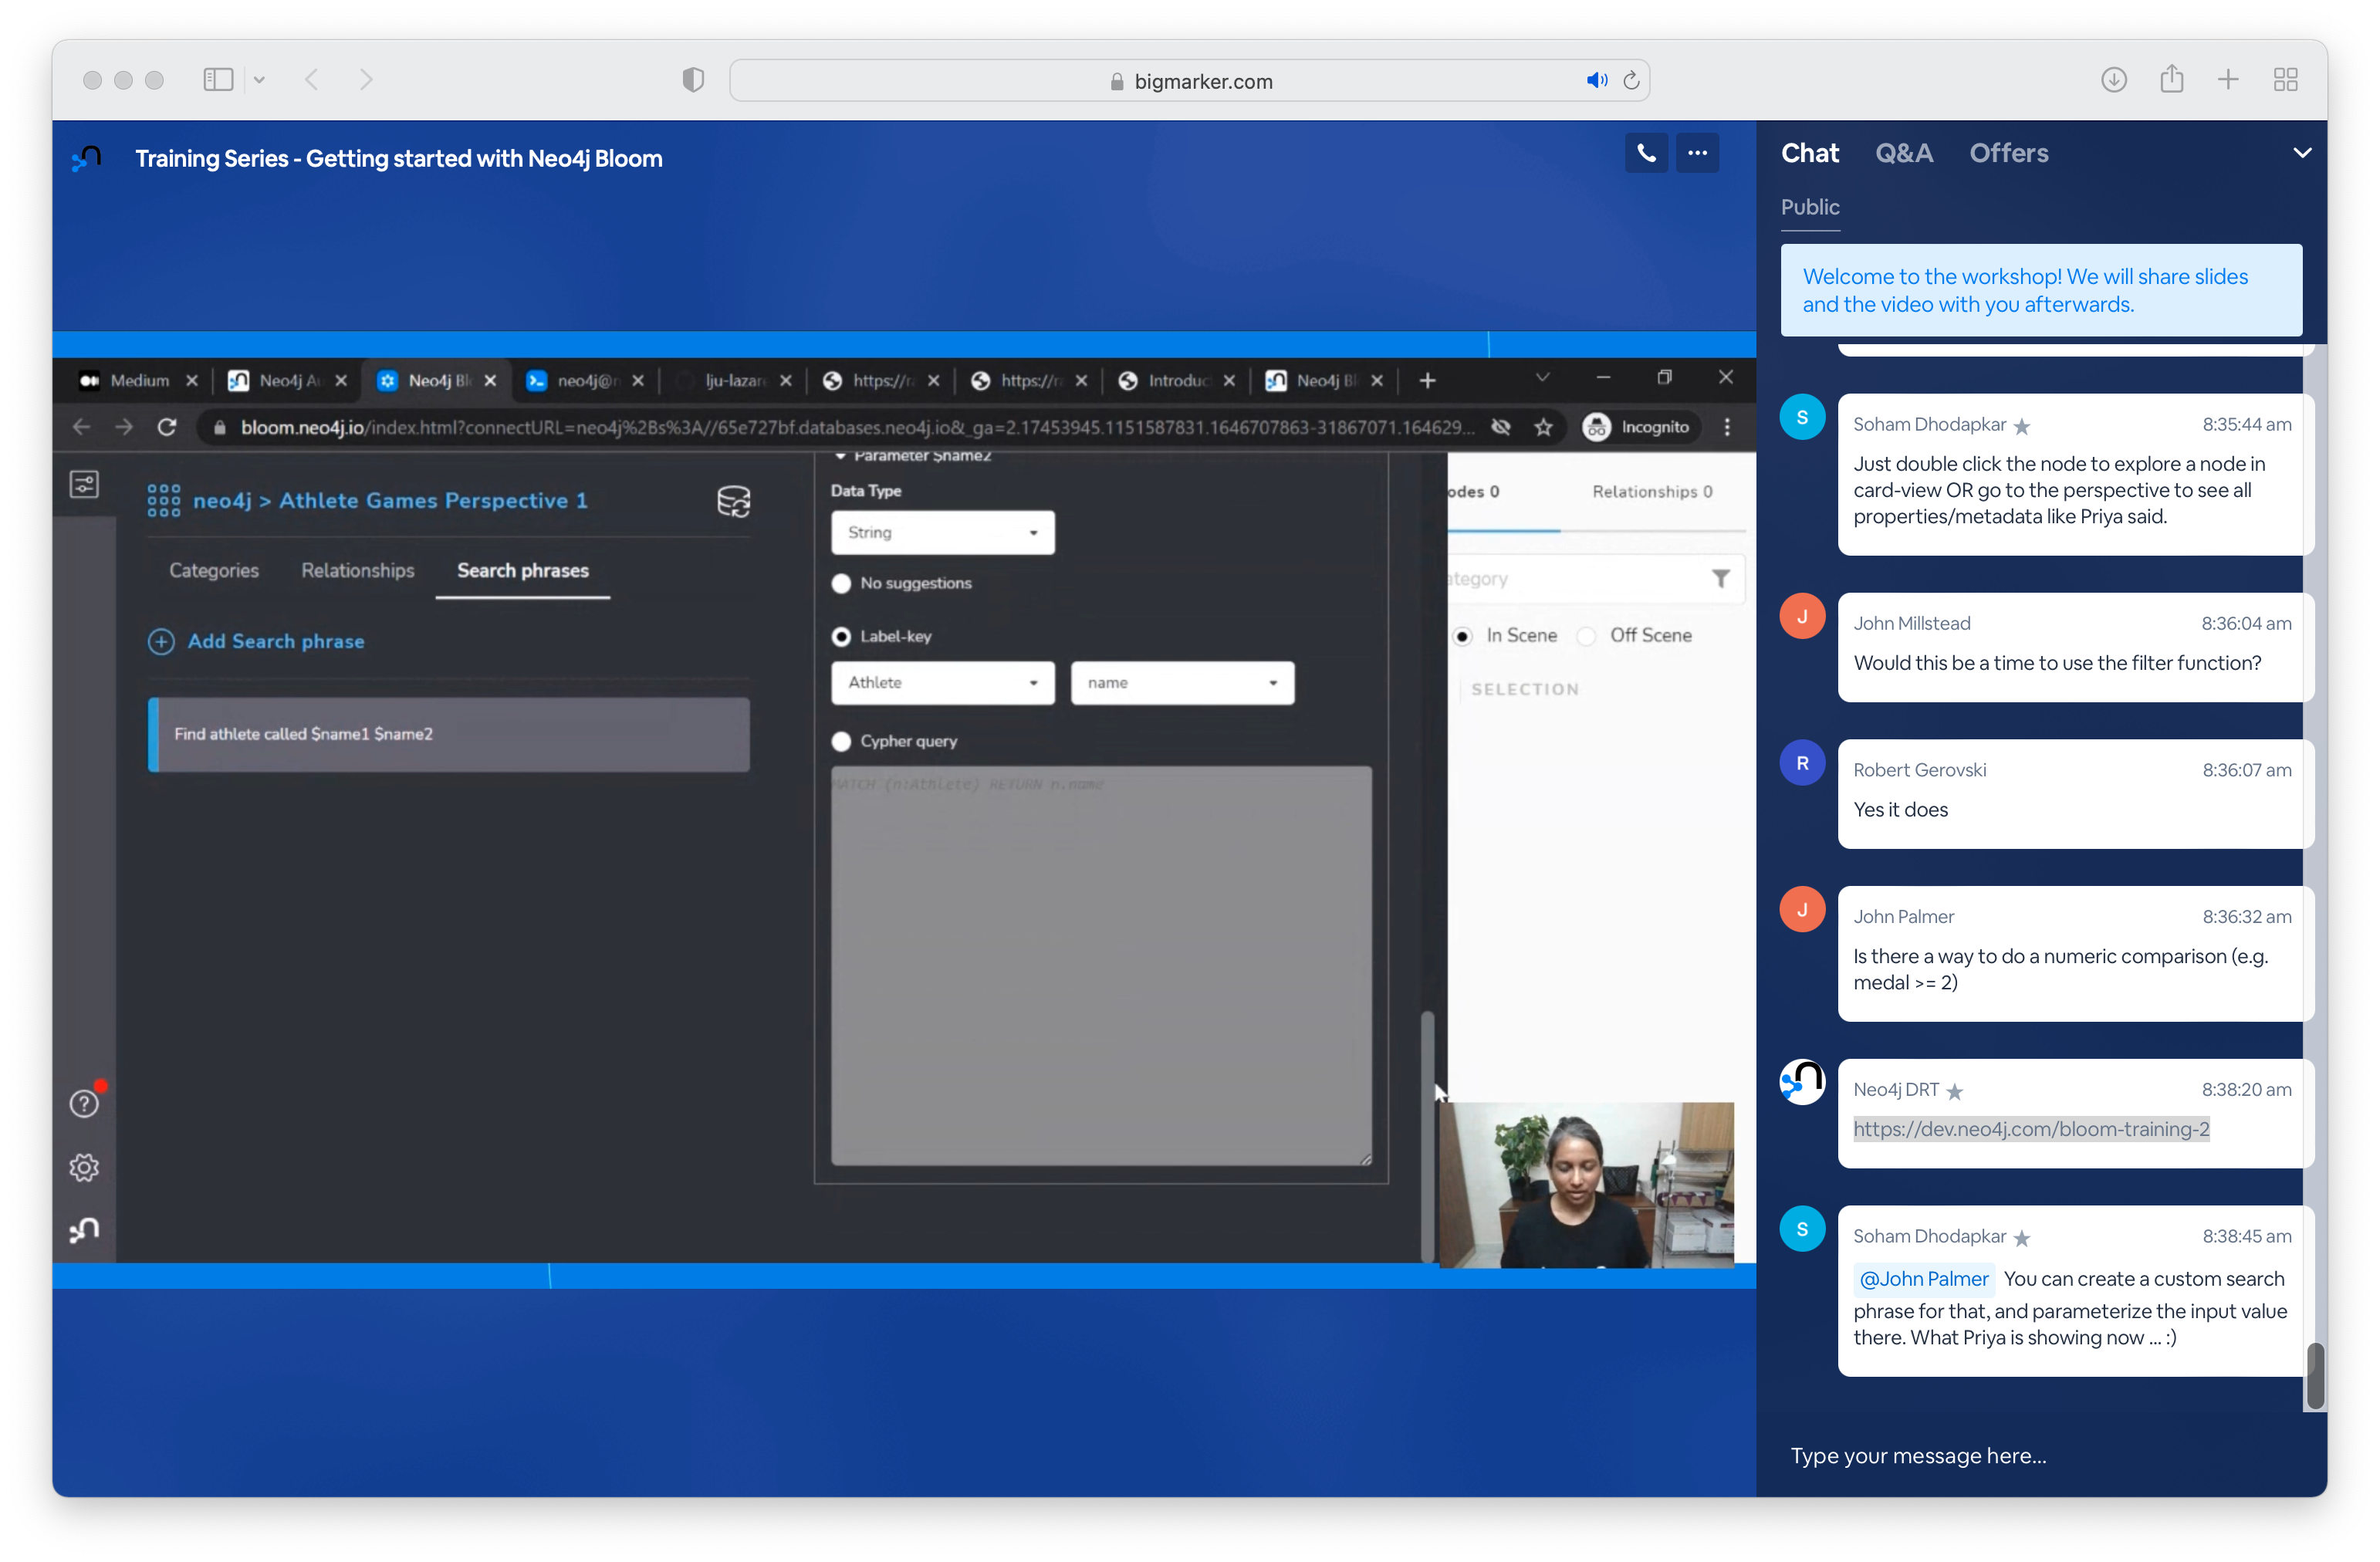 bigmarker.com
Training Series - Getting started with Neo4j Bloom
Medium
Neo4j Au
Neo4j Bl
neo4j@n
lju-lazar
https://r
https://r
Introduc
Neo4j Bl
bloom.neo4j.io/index.html?connectURL=neo4j%2Bs%3A//65e727bf.databases.neo4j.io&_ga=2.17453945.1151587831.1646707863-31867071.164629...
Incognito
neo4j > Athlete Games Perspective 1
Categories
Relationships
Search phrases
Add Search phrase
Find athlete called $name1 $name2
Parameter $name2
Data Type
String
No suggestions
Label-key
Athlete
name
Cypher query
MATCH (n:Athlete) RETURN n.name
odes 0
Relationships 0
ategory
In Scene
Off Scene
SELECTION
Chat
Q&A
Offers
Public
Welcome to the workshop! We will share slides
and the video with you afterwards.
S
Soham Dhodapkar
8:35:44 am
Just double click the node to explore a node in
card-view OR go to the perspective to see all
properties/metadata like Priya said.
J
John Millstead
8:36:04 am
Would this be a time to use the filter function?
R
Robert Gerovski
8:36:07 am
Yes it does
J
John Palmer
8:36:32 am
Is there a way to do a numeric comparison (e.g.
medal >= 2)
Neo4j DRT
8:38:20 am
https://dev.neo4j.com/bloom-training-2
S
Soham Dhodapkar
8:38:45 am
@John Palmer You can create a custom search
phrase for that, and parameterize the input value
there. What Priya is showing now ... :)
Type your message here...